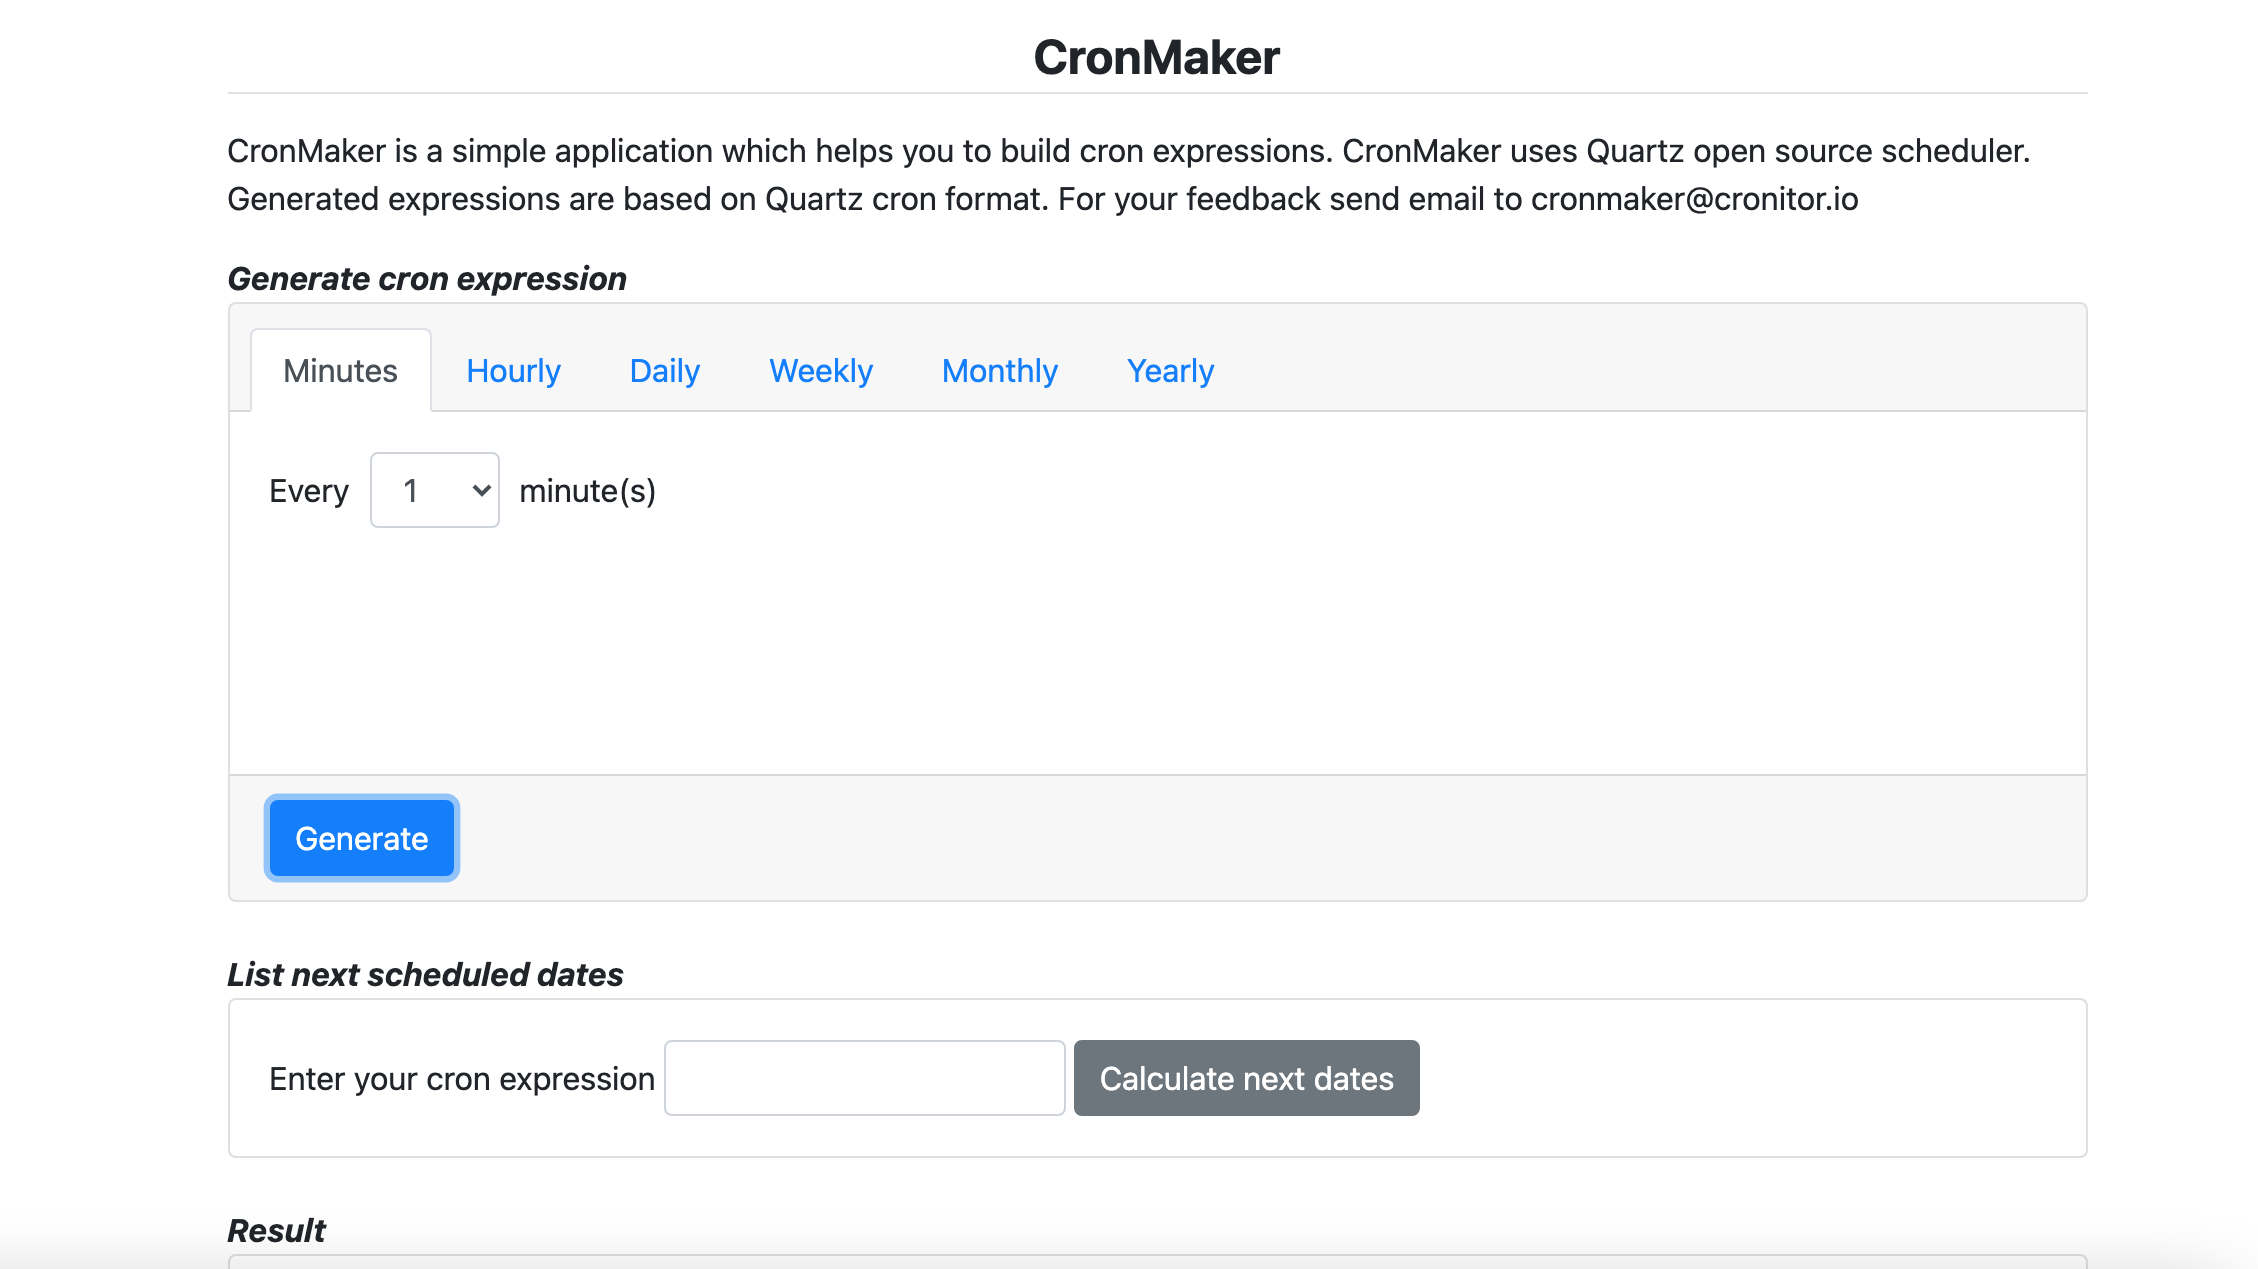 CronMaker
CronMaker is a simple application which helps you to build cron expressions. CronMaker uses Quartz open source scheduler.
Generated expressions are based on Quartz cron format. For your feedback send email to cronmaker@cronitor.io
Generate cron expression
Minutes Hourly Daily Weekly Monthly Yearly
Every 1 minute(s)
Generate
List next scheduled dates
Enter your cron expression Calculate next dates
Result